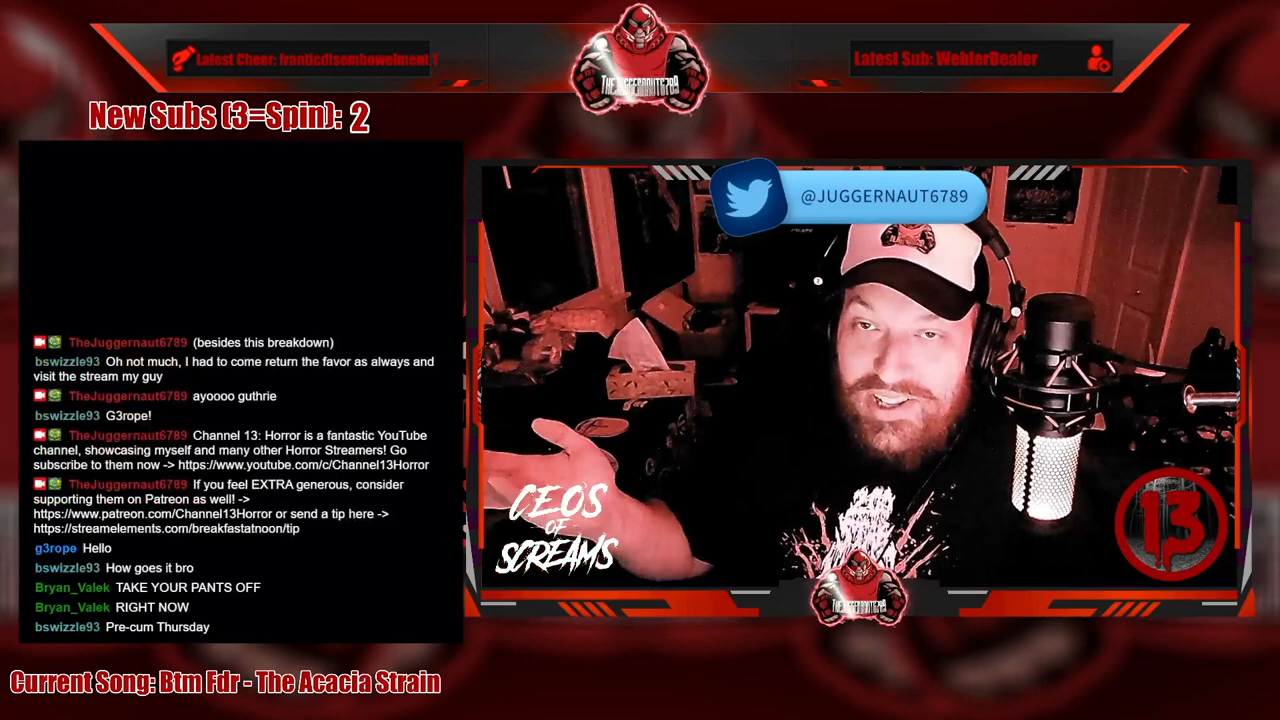 Latest Cheer: franticdisembowelment 1
THEJUGGERNAUT6789
Latest Sub: WehlerDealer
New Subs (3=Spin): 2
@JUGGERNAUT6789
TheJuggernaut6789 (besides this breakdown)
bswizzle93 Oh not much, I had to come return the favor as always and
visit the stream my guy
TheJuggernaut6789 ayoooo guthrie
bswizzle93 G3rope!
TheJuggernaut6789 Channel 13: Horror is a fantastic YouTube
channel, showcasing myself and many other Horror Streamers! Go
subscribe to them now -> https://www.youtube.com/c/Channel13Horror
TheJuggernaut6789 If you feel EXTRA generous, consider
supporting them on Patreon as well! ->
https://www.patreon.com/Channel13Horror or send a tip here ->
https://streamelements.com/breakfastatnoon/tip
g3rope Hello
bswizzle93 How goes it bro
Bryan_Valek TAKE YOUR PANTS OFF
Bryan_Valek RIGHT NOW
bswizzle93 Pre-cum Thursday
CEOS
OF
SCREAMS
13
THEJUGGERNAUT6789
Current Song: Btm Fdr - The Acacia Strain